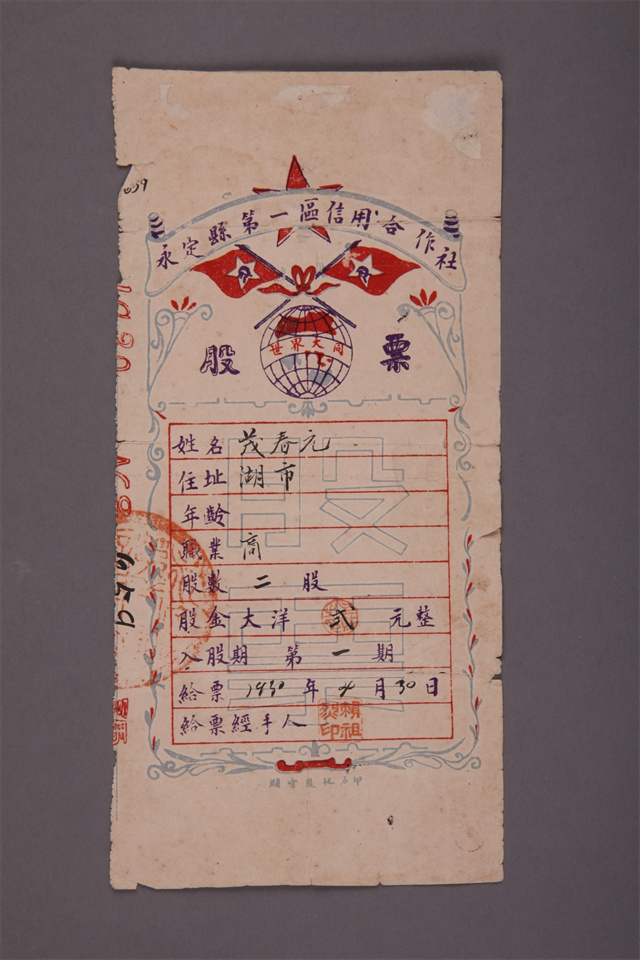 永定縣第一區信用合作社
世界大同
股票
姓名 茂春元
住址 湖市
年齡
職業 商
股數 二 股
股金大洋 弍 元整
入股期 第 一 期
給票 1930 年 4 月 30 日
給票經手人
659